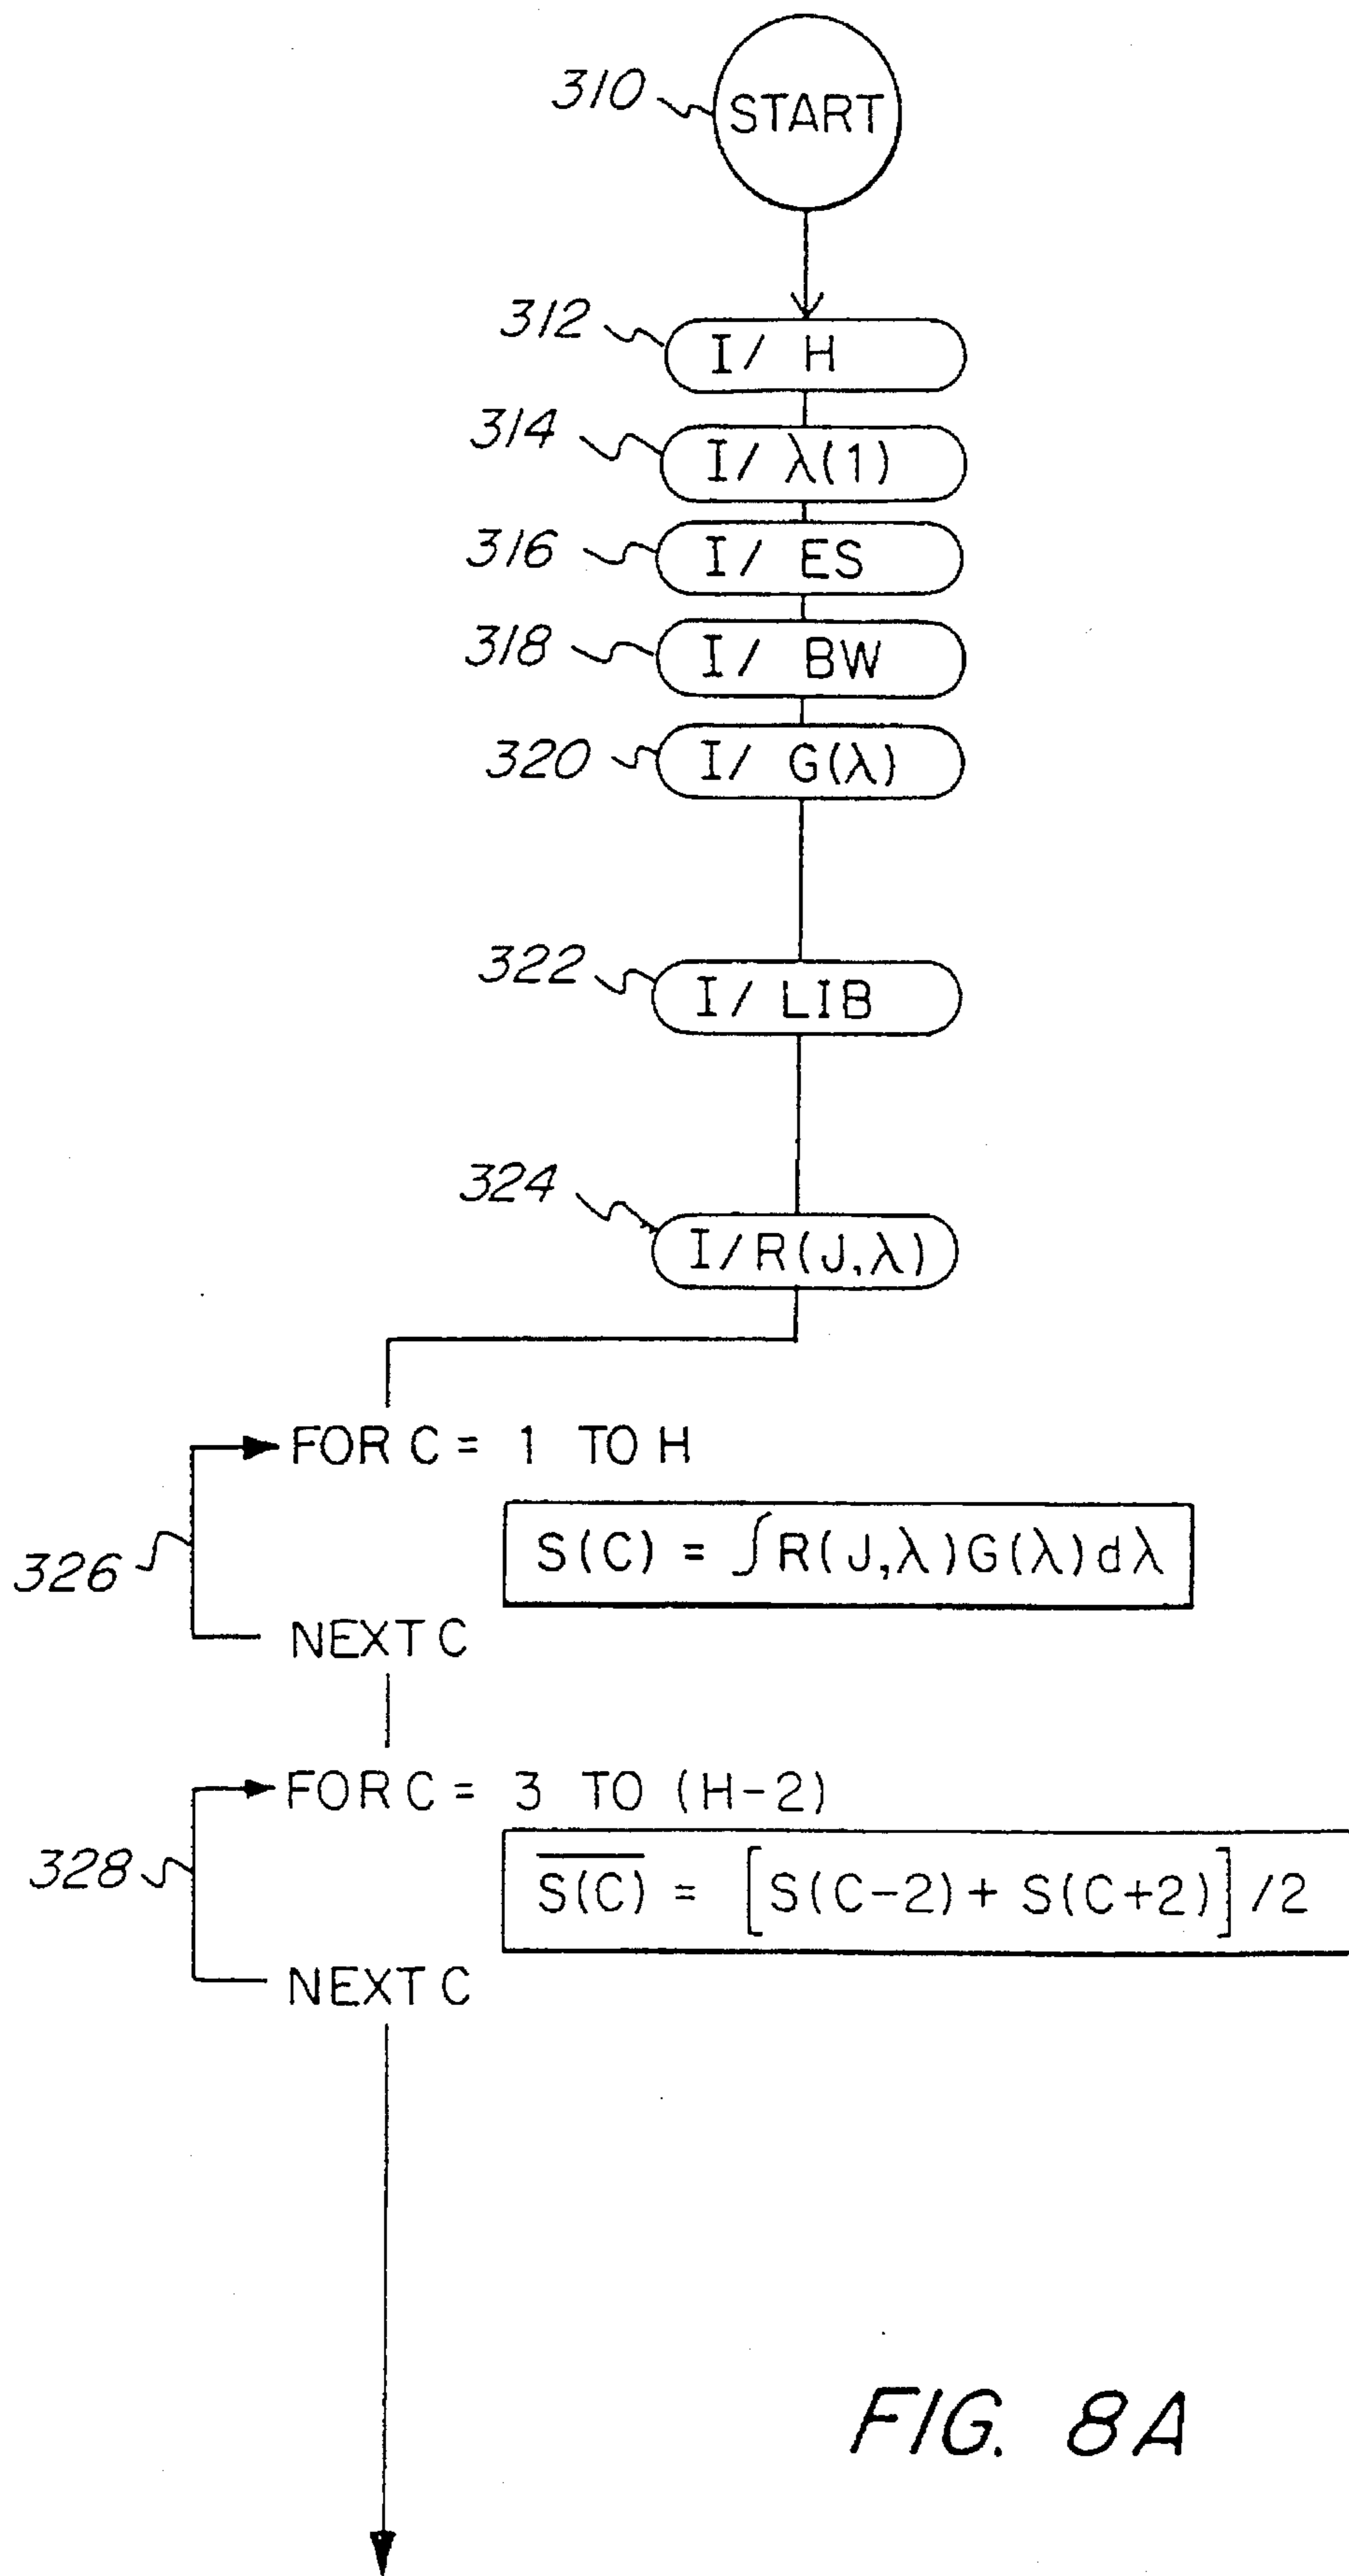 310 START
312 I/ H
314 I/ λ(1)
316 I/ ES
318 I/ BW
320 I/ G(λ)
322 I/ LIB
324 I/R(J,λ)
FOR C = 1 TO H
326 S(C) = ∫R(J,λ)G(λ)dλ
NEXT C
FOR C = 3 TO (H-2)
328 S̅(̅C̅)̅ = [S(C-2) + S(C+2)] /2
NEXT C
FIG. 8A